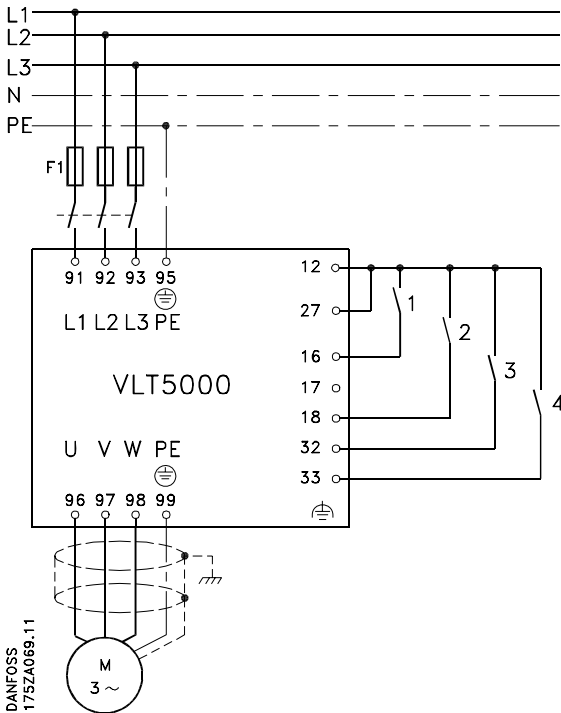 L1
L2
L3
N
PE
F1
91 92 93 95
12
L1 L2 L3 PE
27
1
2
16
3
VLT5000
17
4
18
U V W PE
32
33
96 97 98 99
M
3 ~
DANFOSS
175ZA069.11